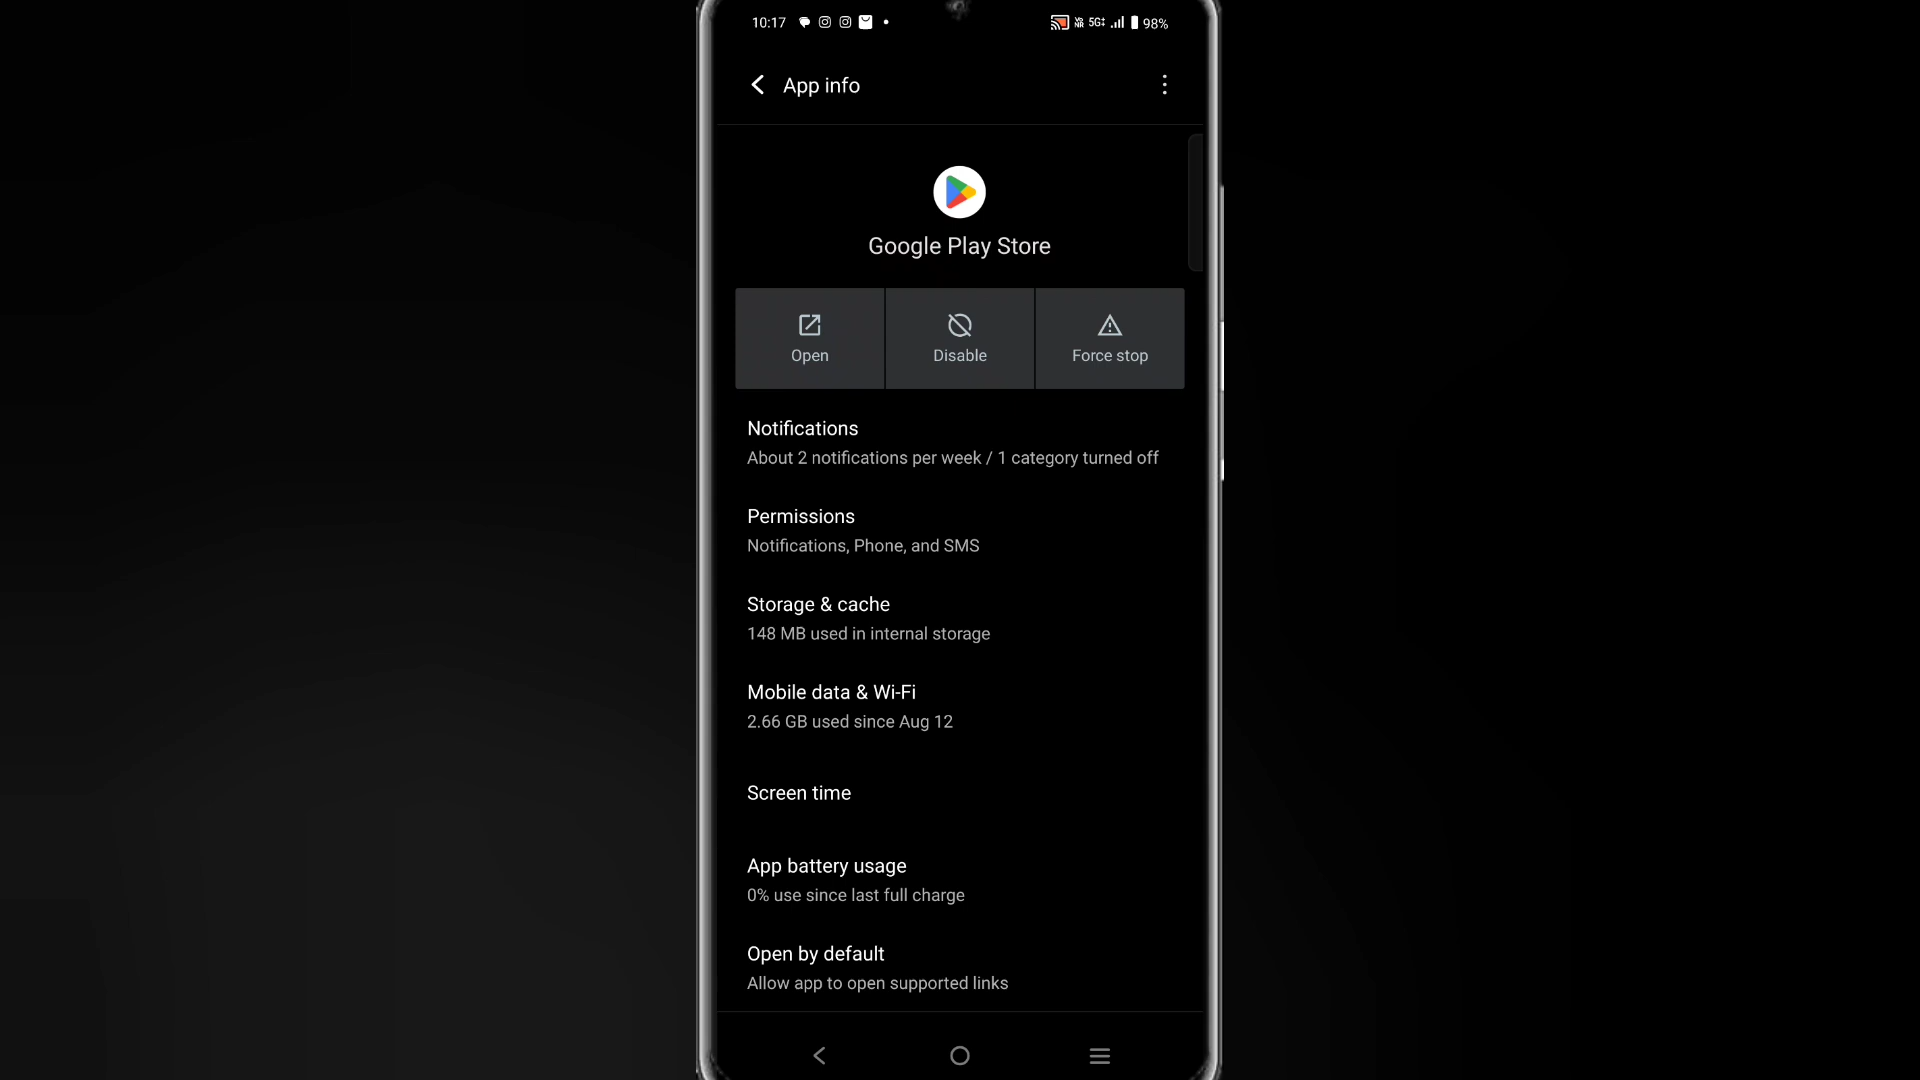 10:17 5G 98%
App info
Google Play Store
Open Disable Force stop
Notifications
About 2 notifications per week / 1 category turned off
Permissions
Notifications, Phone, and SMS
Storage & cache
148 MB used in internal storage
Mobile data & Wi-Fi
2.66 GB used since Aug 12
Screen time
App battery usage
0% use since last full charge
Open by default
Allow app to open supported links